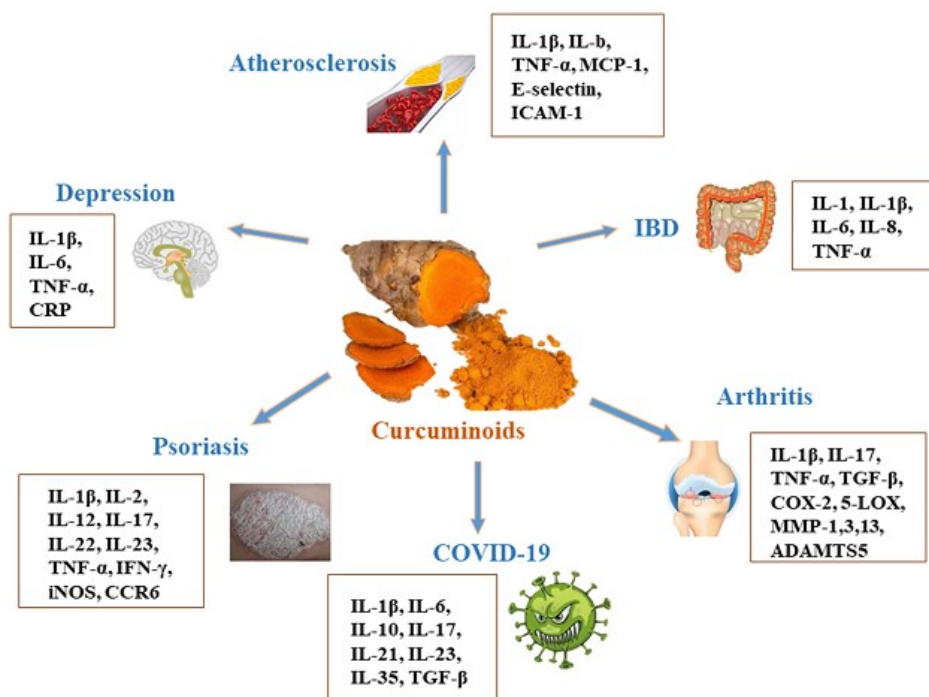 Atherosclerosis
IL-1β, IL-b,
TNF-α, MCP-1,
E-selectin,
ICAM-1
Depression
IL-1β,
IL-6,
TNF-α,
CRP
IBD
IL-1, IL-1β,
IL-6, IL-8,
TNF-α
Curcuminoids
Arthritis
IL-1β, IL-17,
TNF-α, TGF-β,
COX-2, 5-LOX,
MMP-1,3,13,
ADAMTS5
Psoriasis
IL-1β, IL-2,
IL-12, IL-17,
IL-22, IL-23,
TNF-α, IFN-γ,
iNOS, CCR6
COVID-19
IL-1β, IL-6,
IL-10, IL-17,
IL-21, IL-23,
IL-35, TGF-β